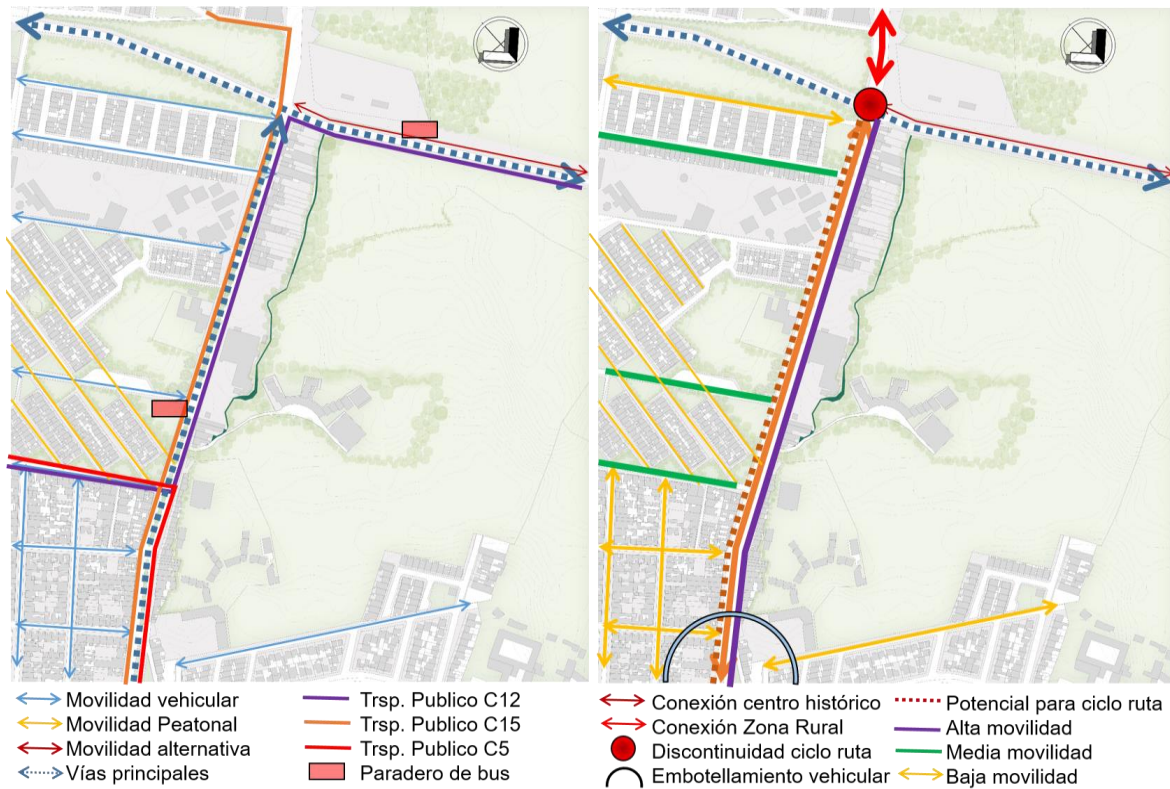 Movilidad vehicular
Movilidad Peatonal
Movilidad alternativa
Vías principales
Trsp. Publico C12
Trsp. Publico C15
Trsp. Publico C5
Paradero de bus
Conexión centro histórico
Conexión Zona Rural
Discontinuidad ciclo ruta
Embotellamiento vehicular
Potencial para ciclo ruta
Alta movilidad
Media movilidad
Baja movilidad